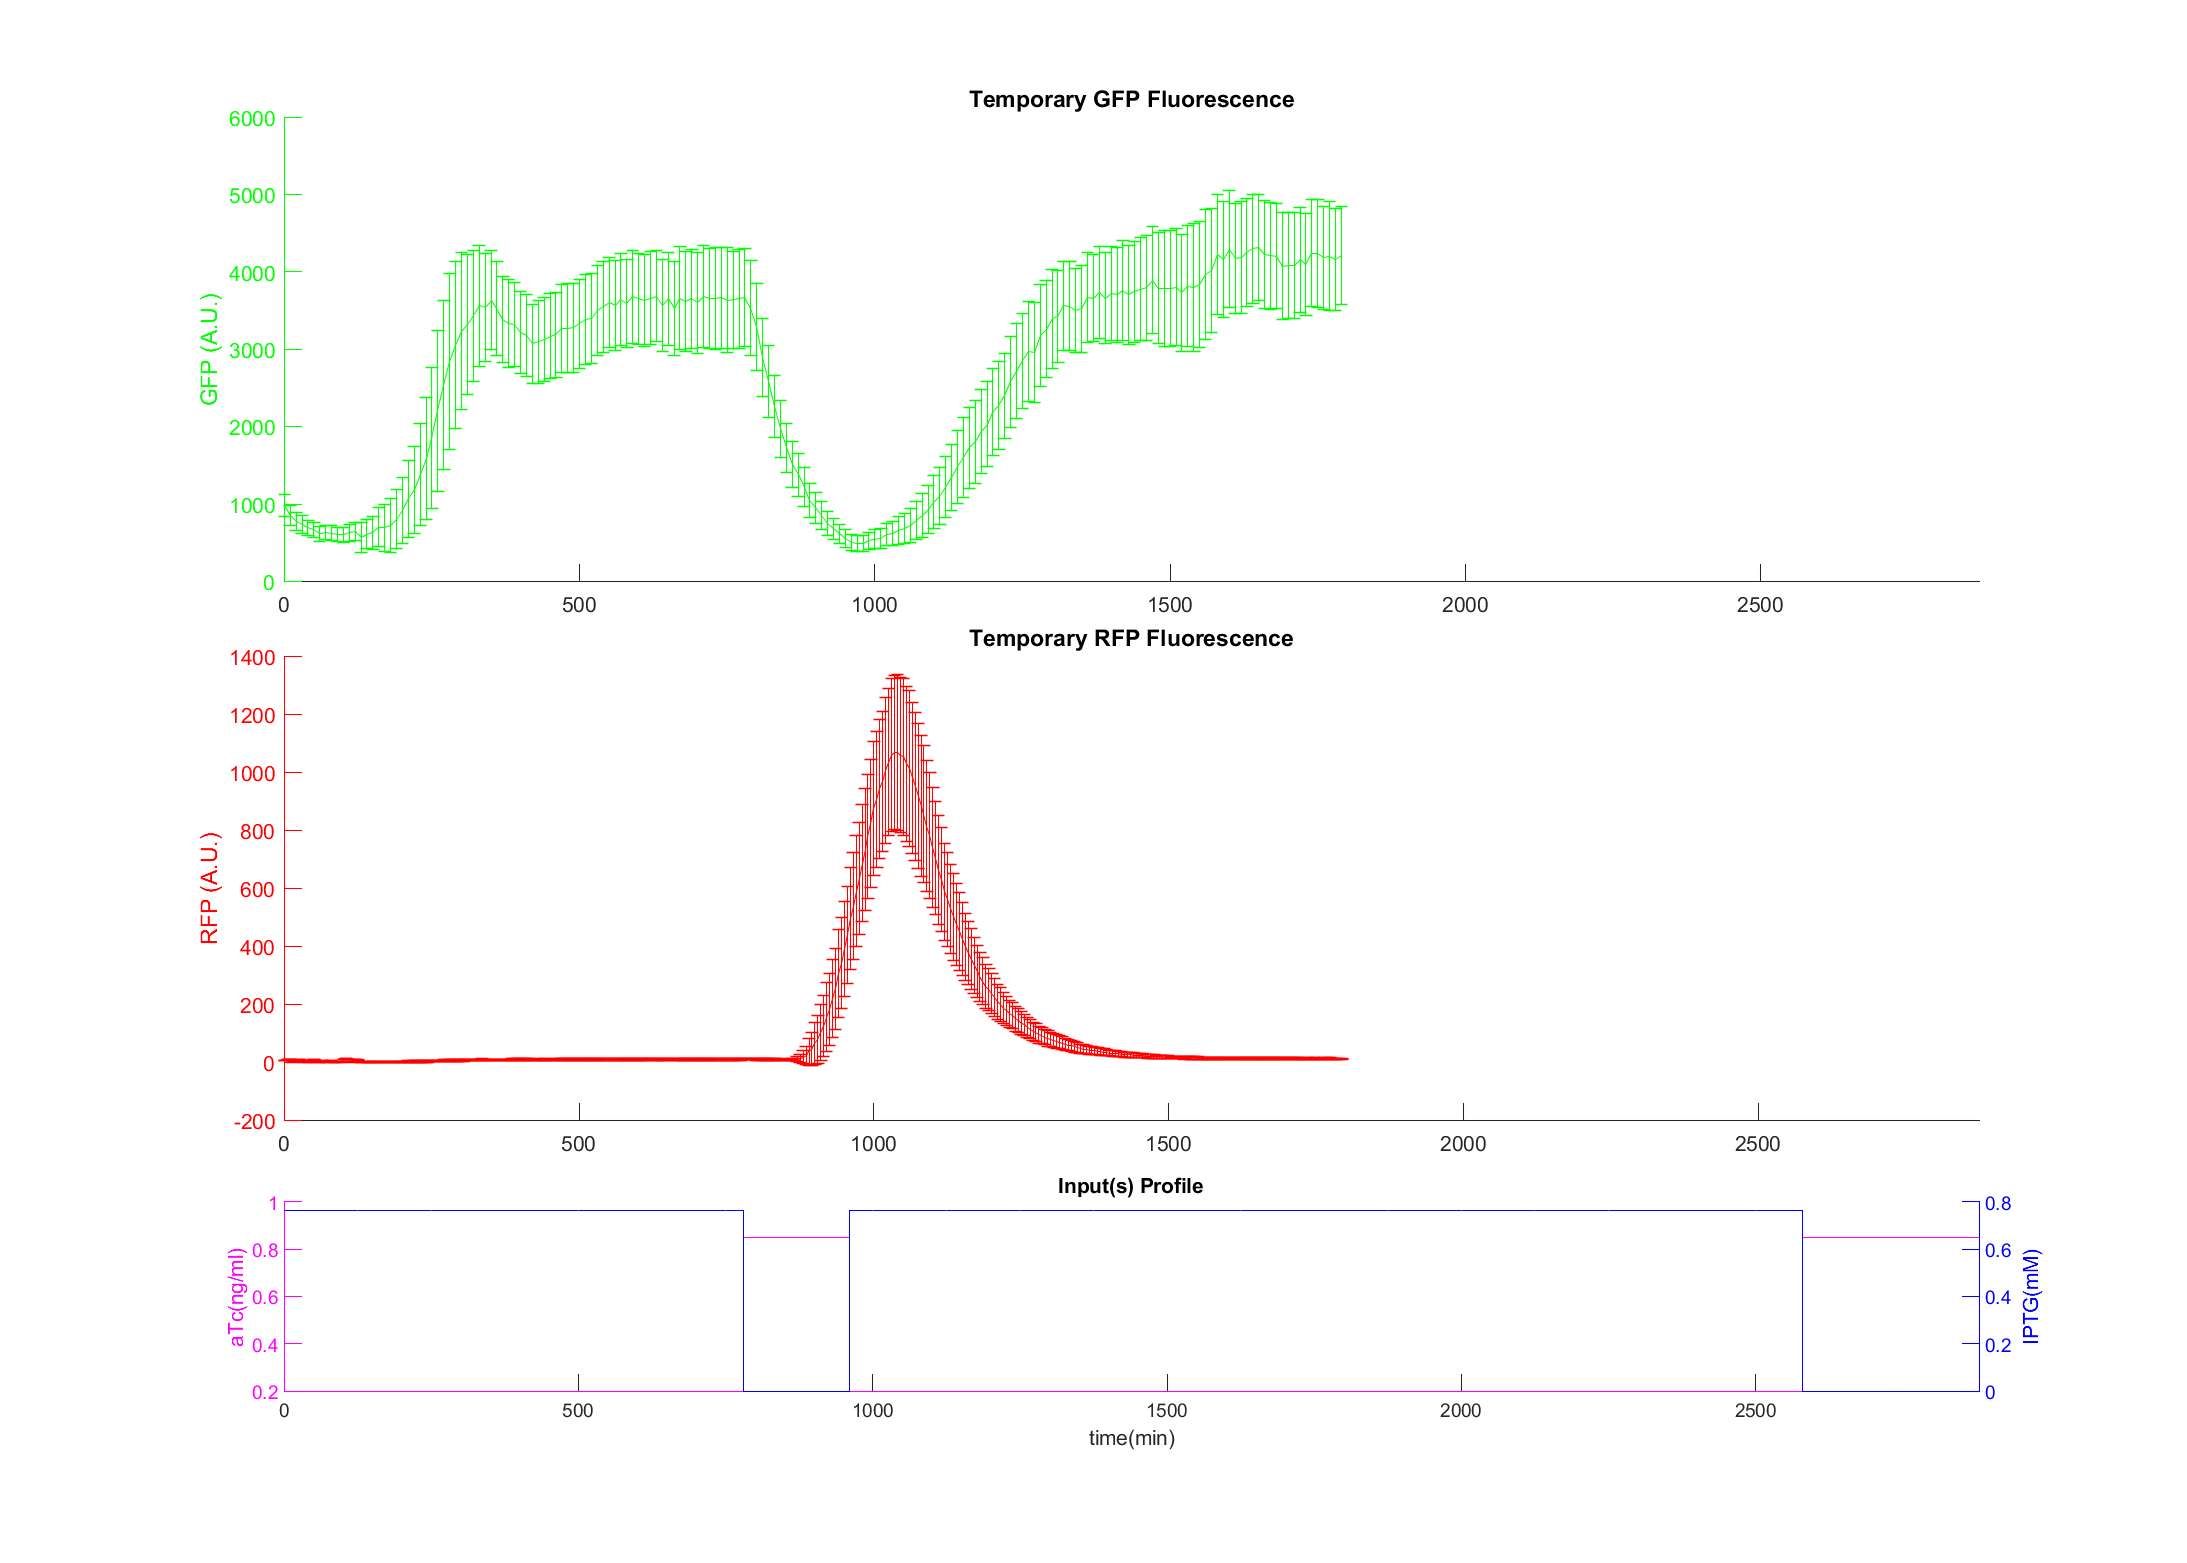 Temporary GFP Fluorescence
6000
5000
4000
3000
2000
1000
0
GFP (A.U.)
0 500 1000 1500 2000 2500
Temporary RFP Fluorescence
1400
1200
1000
800
600
400
200
0
-200
RFP (A.U.)
0 500 1000 1500 2000 2500
Input(s) Profile
1
0.8
0.6
0.4
0.2
aTc(ng/ml)
0.8
0.6
0.4
0.2
0
IPTG(mM)
0 500 1000 1500 2000 2500
time(min)